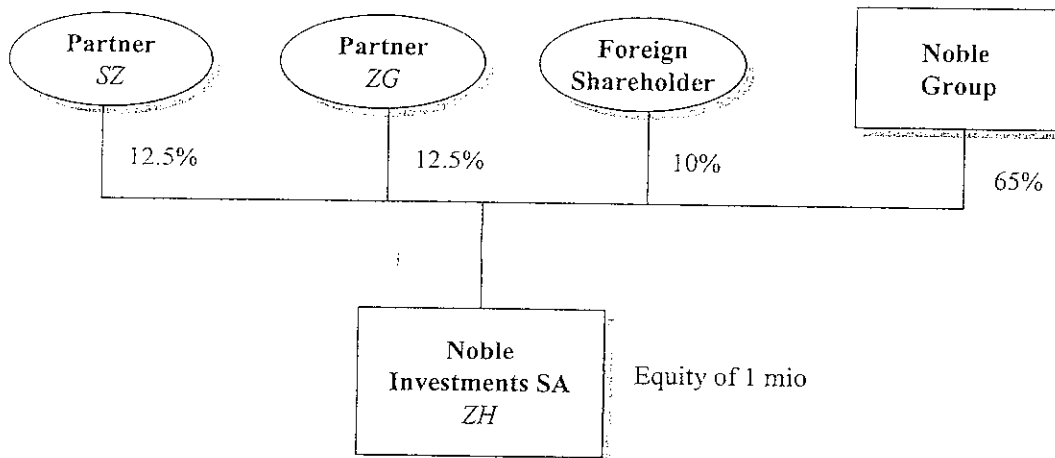 Partner
SZ
Partner
ZG
Foreign
Shareholder
Noble
Group
12.5%
12.5%
10%
65%
Noble
Investments SA
ZH
Equity of 1 mio